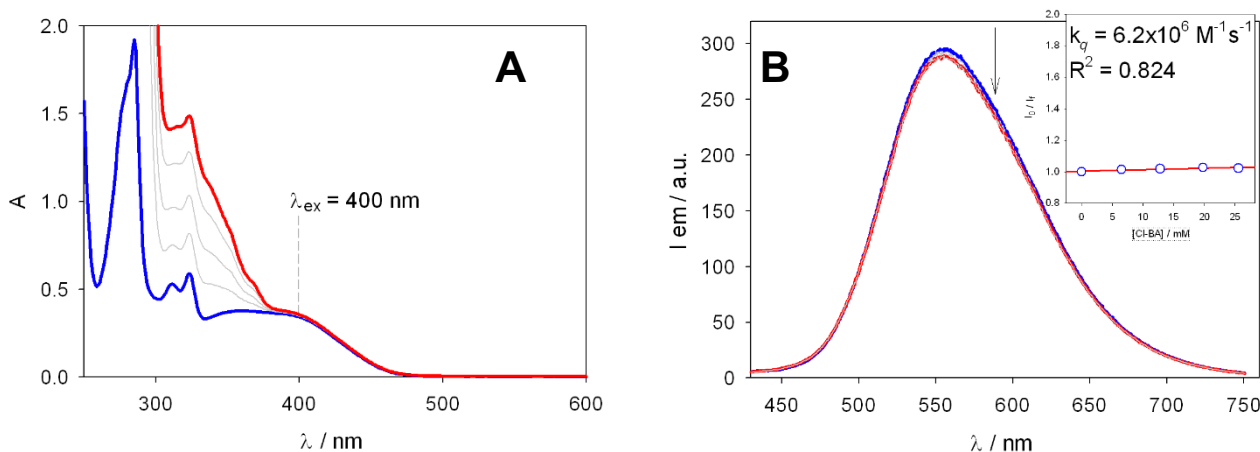 A
2.0
1.5
1.0
0.5
0.0
A
λex = 400 nm
300 400 500 600
λ / nm
B
I em / a.u.
300
250
200
150
100
50
0
450 500 550 600 650 700 750
λ / nm
kq = 6.2x10⁶ M⁻¹s⁻¹
R² = 0.824
I0 / If
2.0
1.8
1.6
1.4
1.2
1.0
0.8
0 5 10 15 20 25
[Cl-BA] / mM